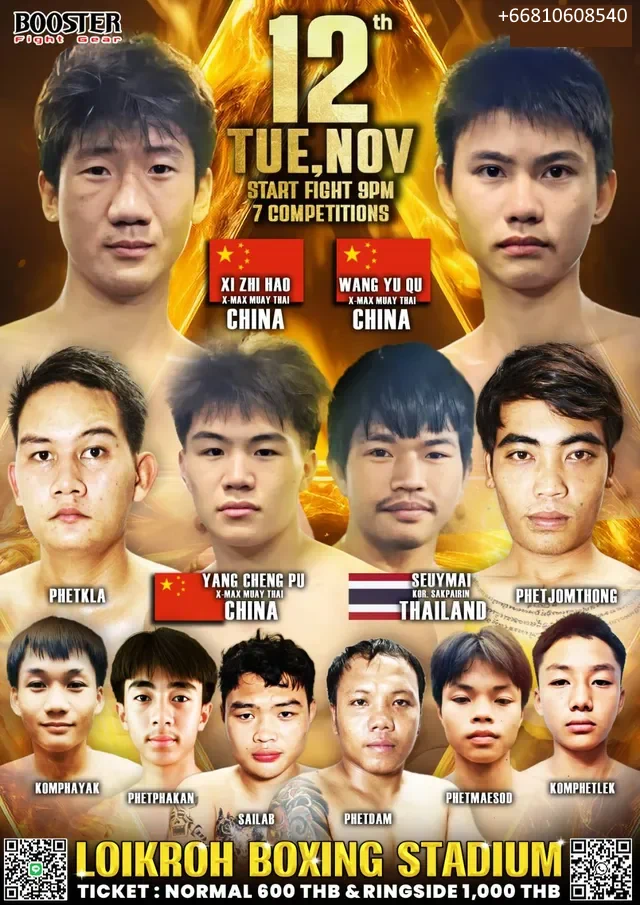 BOOSTER
Fight Gear
+66810608540
12th
TUE,NOV
START FIGHT 9PM
7 COMPETITIONS
XI ZHI HAO
X-MAX MUAY THAI
CHINA
WANG YU QU
X-MAX MUAY THAI
CHINA
PHETKLA
YANG CHENG PU
X-MAX MUAY THAI
CHINA
SEUYMAI
KOR. SAKPAIRIN
THAILAND
PHETJOMTHONG
KOMPHAYAK
PHETPHAKAN
SAILAB
PHETDAM
PHETMAESOD
KOMPHETLEK
LOIKROH BOXING STADIUM
TICKET : NORMAL 600 THB & RINGSIDE 1,000 THB